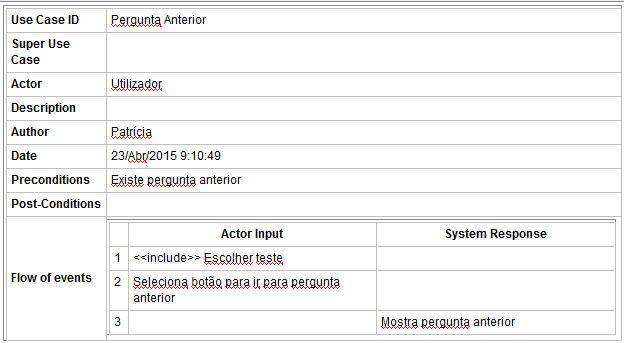 Use Case ID Pergunta Anterior
Super Use
Case
Actor Utilizador
Description
Author Patrícia
Date 23/Abr/2015 9:10:49
Preconditions Existe pergunta anterior
Post-Conditions
Flow of events
Actor Input System Response
1 <<include>> Escolher teste
2 Seleciona botão para ir para pergunta
anterior
3 Mostra pergunta anterior